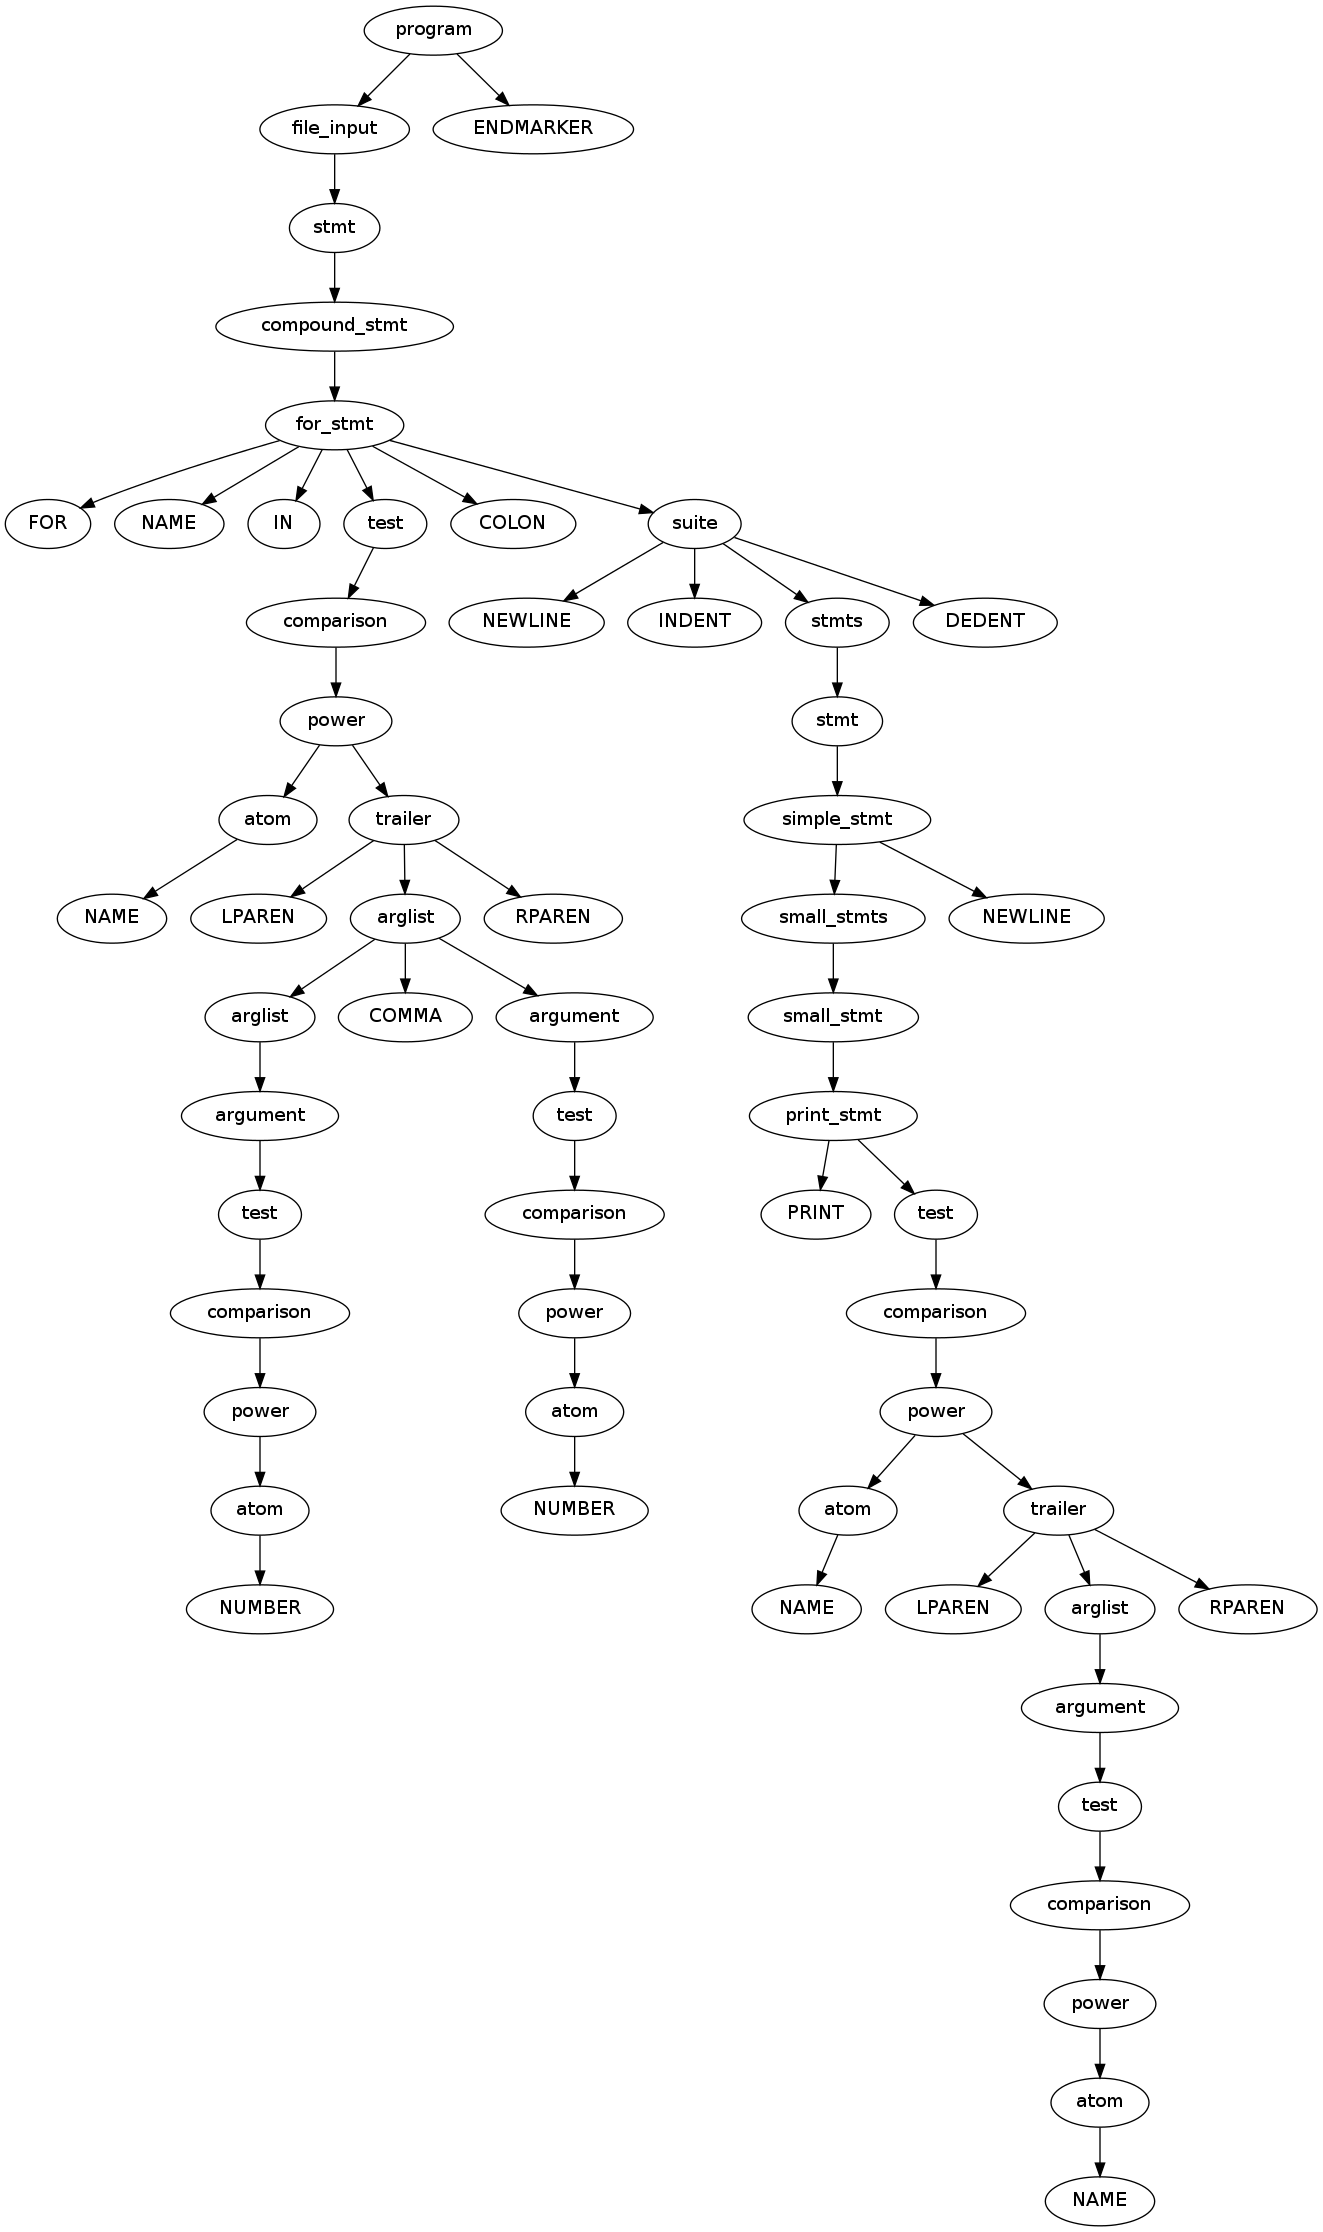 program
file_input ENDMARKER
stmt
compound_stmt
for_stmt
FOR NAME IN test COLON suite
comparison NEWLINE INDENT stmts DEDENT
power stmt
atom trailer simple_stmt
NAME LPAREN arglist RPAREN small_stmts NEWLINE
arglist COMMA argument small_stmt
argument test print_stmt
test comparison PRINT test
comparison power comparison
power atom power
atom NUMBER atom trailer
NUMBER NAME LPAREN arglist RPAREN
argument
test
comparison
power
atom
NAME